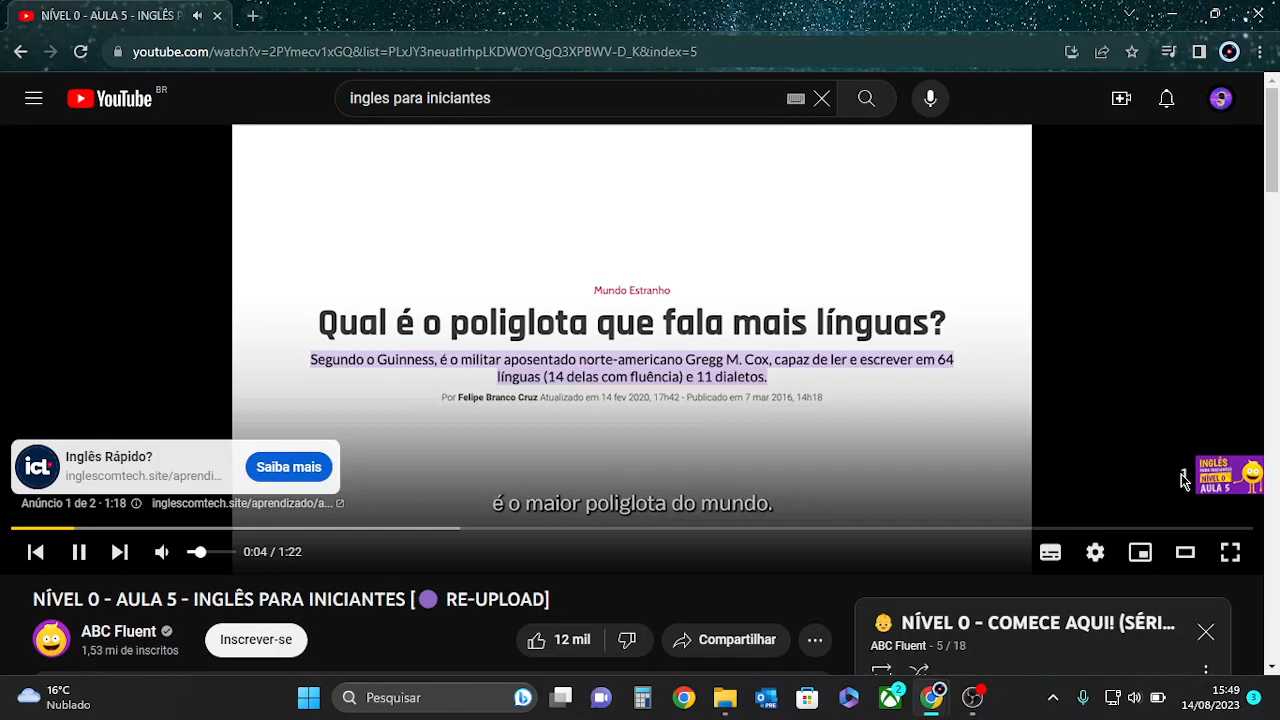 NÍVEL 0 - AULA 5 - INGLÊS P
youtube.com/watch?v=2PYmecv1xGQ&list=PLxJY3neuatIrhpLKDWOYQgQ3XPBWV-D_K&index=5
YouTube BR
ingles para iniciantes
Mundo Estranho
Qual é o poliglota que fala mais línguas?
Segundo o Guinness, é o militar aposentado norte-americano Gregg M. Cox, capaz de ler e escrever em 64
línguas (14 delas com fluência) e 11 dialetos.
Por Felipe Branco Cruz Atualizado em 14 fev 2020, 17h42 - Publicado em 7 mar 2016, 14h18
icl
Inglês Rápido?
inglescomtech.site/aprendi...
Saiba mais
Anúncio 1 de 2 - 1:18
inglescomtech.site/aprendizado/a...
é o maior poliglota do mundo.
INGLÊS
PARA INICIANTES
NÍVEL 0
AULA 5
0:04 / 1:22
NÍVEL 0 - AULA 5 - INGLÊS PARA INICIANTES [🟣 RE-UPLOAD]
ABC Fluent
1,53 mi de inscritos
Inscrever-se
12 mil
Compartilhar
👶 NÍVEL 0 - COMECE AQUI! (SÉRI...
ABC Fluent - 5 / 18
16°C
Nublado
Pesquisar
PRE
2
15:49
14/08/2023
3